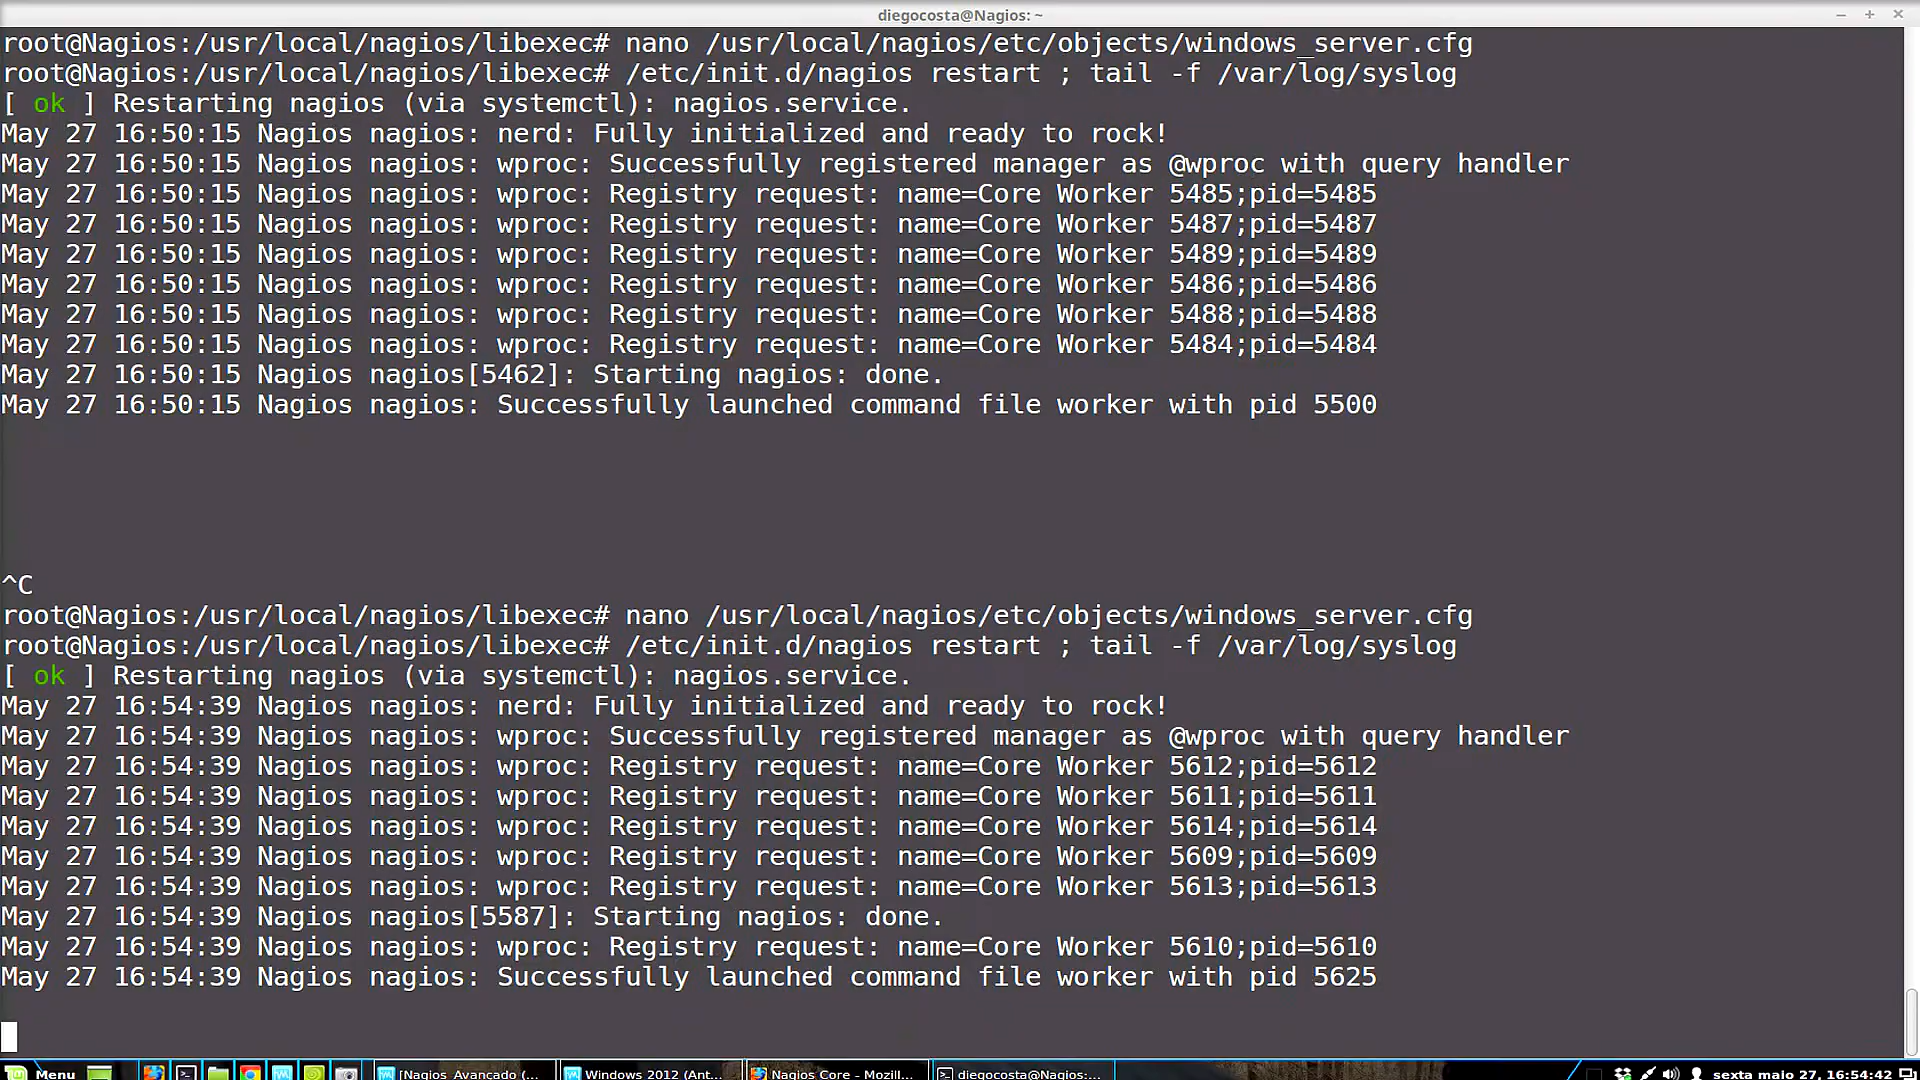 diegocosta@Nagios: ~
root@Nagios:/usr/local/nagios/libexec# nano /usr/local/nagios/etc/objects/windows_server.cfg
root@Nagios:/usr/local/nagios/libexec# /etc/init.d/nagios restart ; tail -f /var/log/syslog
[ ok ] Restarting nagios (via systemctl): nagios.service.
May 27 16:50:15 Nagios nagios: nerd: Fully initialized and ready to rock!
May 27 16:50:15 Nagios nagios: wproc: Successfully registered manager as @wproc with query handler
May 27 16:50:15 Nagios nagios: wproc: Registry request: name=Core Worker 5485;pid=5485
May 27 16:50:15 Nagios nagios: wproc: Registry request: name=Core Worker 5487;pid=5487
May 27 16:50:15 Nagios nagios: wproc: Registry request: name=Core Worker 5489;pid=5489
May 27 16:50:15 Nagios nagios: wproc: Registry request: name=Core Worker 5486;pid=5486
May 27 16:50:15 Nagios nagios: wproc: Registry request: name=Core Worker 5488;pid=5488
May 27 16:50:15 Nagios nagios: wproc: Registry request: name=Core Worker 5484;pid=5484
May 27 16:50:15 Nagios nagios[5462]: Starting nagios: done.
May 27 16:50:15 Nagios nagios: Successfully launched command file worker with pid 5500
^C
root@Nagios:/usr/local/nagios/libexec# nano /usr/local/nagios/etc/objects/windows_server.cfg
root@Nagios:/usr/local/nagios/libexec# /etc/init.d/nagios restart ; tail -f /var/log/syslog
[ ok ] Restarting nagios (via systemctl): nagios.service.
May 27 16:54:39 Nagios nagios: nerd: Fully initialized and ready to rock!
May 27 16:54:39 Nagios nagios: wproc: Successfully registered manager as @wproc with query handler
May 27 16:54:39 Nagios nagios: wproc: Registry request: name=Core Worker 5612;pid=5612
May 27 16:54:39 Nagios nagios: wproc: Registry request: name=Core Worker 5611;pid=5611
May 27 16:54:39 Nagios nagios: wproc: Registry request: name=Core Worker 5614;pid=5614
May 27 16:54:39 Nagios nagios: wproc: Registry request: name=Core Worker 5609;pid=5609
May 27 16:54:39 Nagios nagios: wproc: Registry request: name=Core Worker 5613;pid=5613
May 27 16:54:39 Nagios nagios[5587]: Starting nagios: done.
May 27 16:54:39 Nagios nagios: wproc: Registry request: name=Core Worker 5610;pid=5610
May 27 16:54:39 Nagios nagios: Successfully launched command file worker with pid 5625
Menu [Nagios_Avançado (... Windows 2012 (Ant... Nagios Core - Mozill... diegocosta@Nagios:... sexta maio 27, 16:54:42